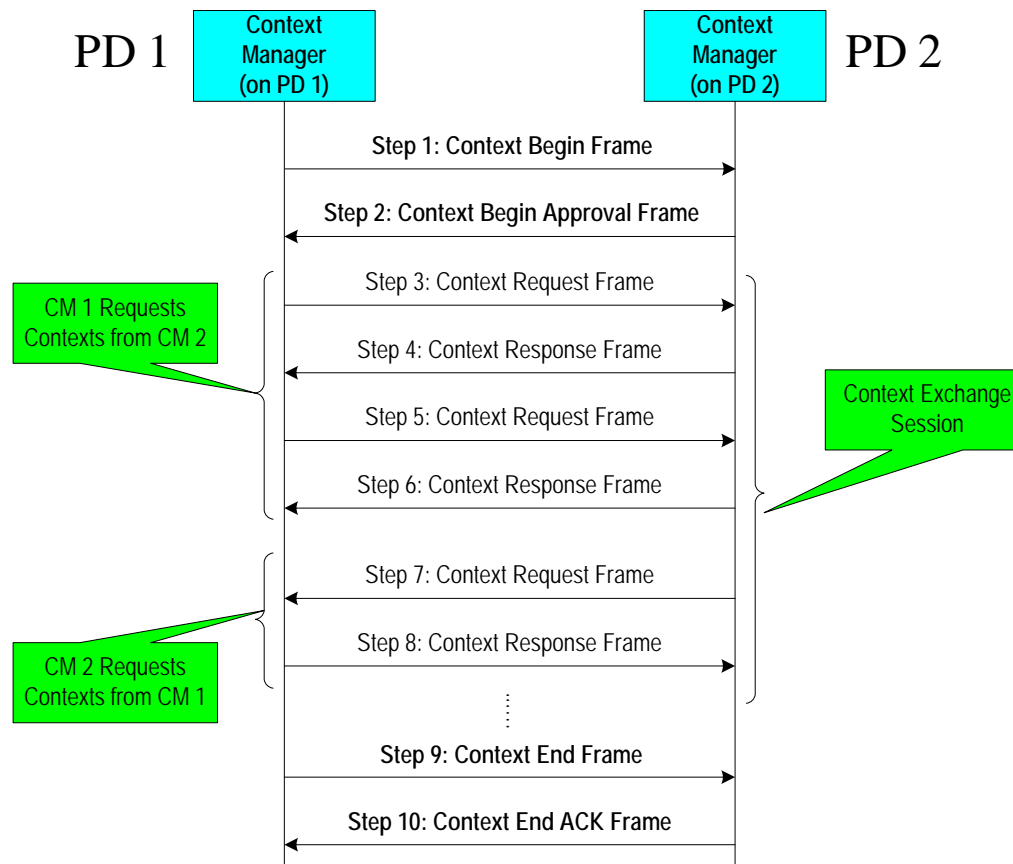 PD 1
Context
Manager
(on PD 1)
Context
Manager
(on PD 2)
PD 2
Step 1: Context Begin Frame
Step 2: Context Begin Approval Frame
Step 3: Context Request Frame
CM 1 Requests
Contexts from CM 2
Step 4: Context Response Frame
Context Exchange
Session
Step 5: Context Request Frame
Step 6: Context Response Frame
Step 7: Context Request Frame
Step 8: Context Response Frame
CM 2 Requests
Contexts from CM 1
Step 9: Context End Frame
Step 10: Context End ACK Frame